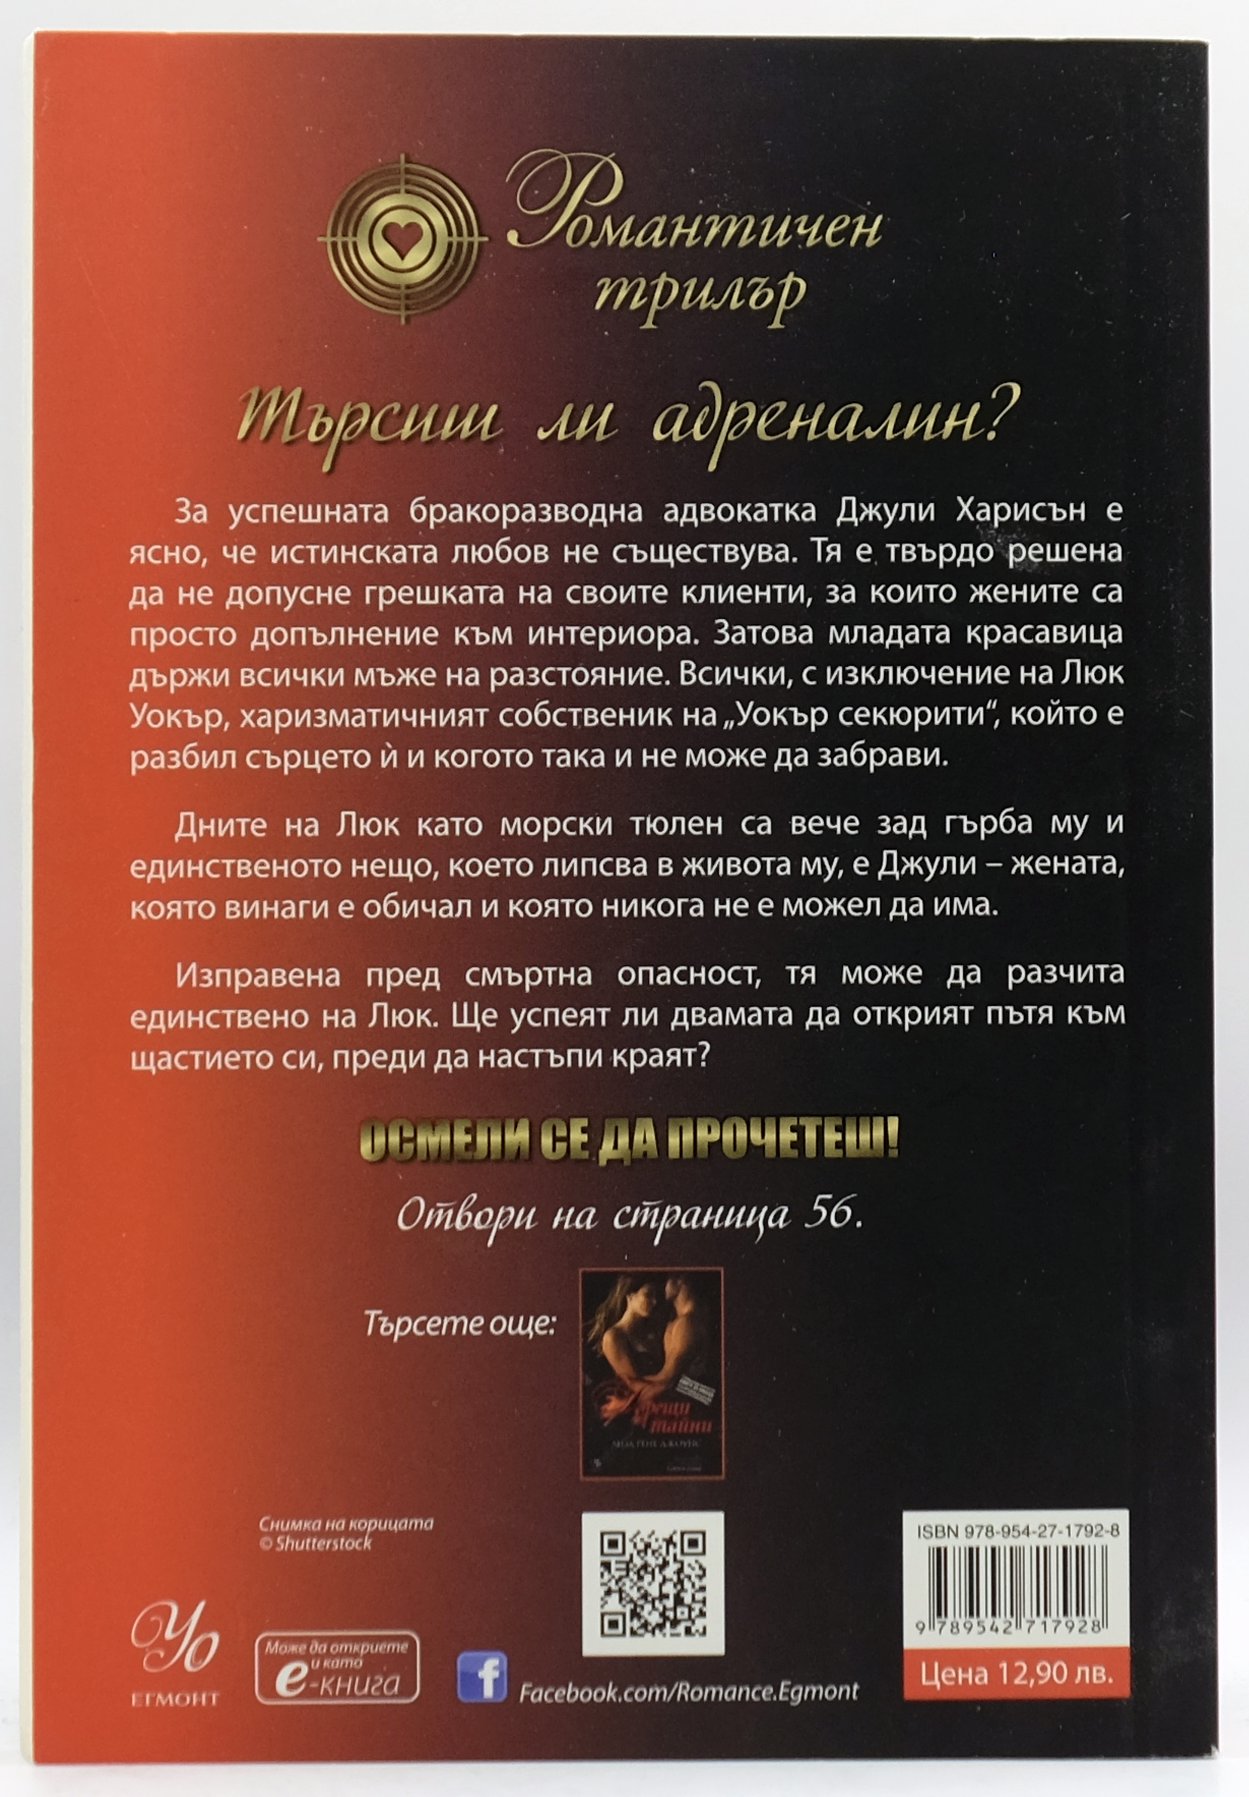 Романтичен
трилър
Търсиш ли адреналин?
За успешната бракоразводна адвокатка Джули Харисън е
ясно, че истинската любов не съществува. Тя е твърдо решена
да не допусне грешката на своите клиенти, за които жените са
просто допълнение към интериора. Затова младата красавица
държи всички мъже на разстояние. Всички, с изключение на Люк
Уокър, харизматичният собственик на „Уокър секюрити“, който е
разбил сърцето ѝ и когото така и не може да забрави.
Дните на Люк като морски тюлен са вече зад гърба му и
единственото нещо, което липсва в живота му, е Джули – жената,
която винаги е обичал и която никога не е можел да има.
Изправена пред смъртна опасност, тя може да разчита
единствено на Люк. Ще успеят ли двамата да открият пътя към
щастието си, преди да настъпи краят?
ОСМЕЛИ СЕ ДА ПРОЧЕТЕШ!
Отвори на страница 56.
Търсете още:
Горещи
тайни
Снимка на корицата
© Shutterstock
ISBN 978-954-27-1792-8
9 789542 717928
Цена 12,90 лв.
Уо
ЕГМОНТ
Може да откриете
и като
е-книга
f
Facebook.com/Romance.Egmont